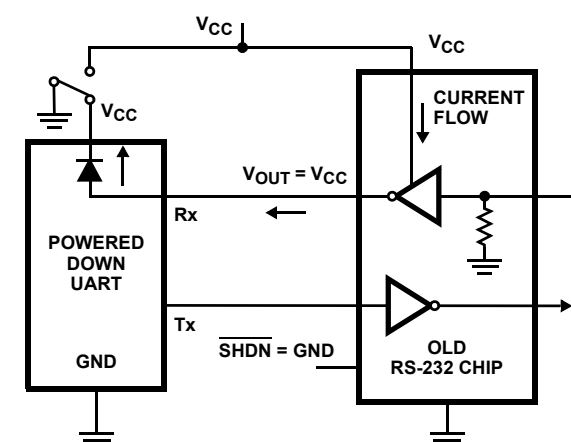 VCC
VCC
VCC
CURRENT
FLOW
VOUT = VCC
Rx
POWERED
DOWN
UART
Tx
GND
SHDN = GND
OLD
RS-232 CHIP